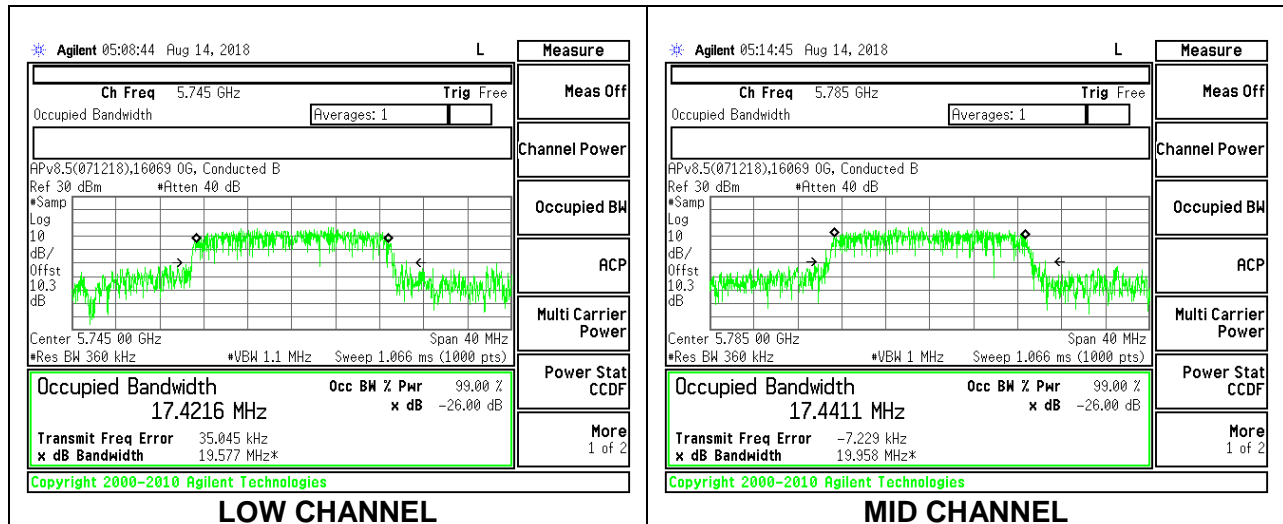 Agilent 05:08:44 Aug 14, 2018 L Measure
Ch Freq 5.745 GHz Trig Free
Occupied Bandwidth Averages: 1
APv8.5(071218),16069 OG, Conducted B
Ref 30 dBm #Atten 40 dB
#Samp
Log
10
dB/
Offst
10.3
dB
Center 5.745 00 GHz Span 40 MHz
#Res BW 360 kHz #VBW 1.1 MHz Sweep 1.066 ms (1000 pts)
Occupied Bandwidth Occ BW % Pwr 99.00 %
17.4216 MHz x dB -26.00 dB
Transmit Freq Error 35.045 kHz
x dB Bandwidth 19.577 MHz*
Copyright 2000-2010 Agilent Technologies
Meas Off
Channel Power
Occupied BW
ACP
Multi Carrier
Power
Power Stat
CCDF
More
1 of 2
LOW CHANNEL
Agilent 05:14:45 Aug 14, 2018 L Measure
Ch Freq 5.785 GHz Trig Free
Occupied Bandwidth Averages: 1
APv8.5(071218),16069 OG, Conducted B
Ref 30 dBm #Atten 40 dB
#Samp
Log
10
dB/
Offst
10.3
dB
Center 5.785 00 GHz Span 40 MHz
#Res BW 360 kHz #VBW 1 MHz Sweep 1.066 ms (1000 pts)
Occupied Bandwidth Occ BW % Pwr 99.00 %
17.4411 MHz x dB -26.00 dB
Transmit Freq Error -7.229 kHz
x dB Bandwidth 19.958 MHz*
Copyright 2000-2010 Agilent Technologies
Meas Off
Channel Power
Occupied BW
ACP
Multi Carrier
Power
Power Stat
CCDF
More
1 of 2
MID CHANNEL